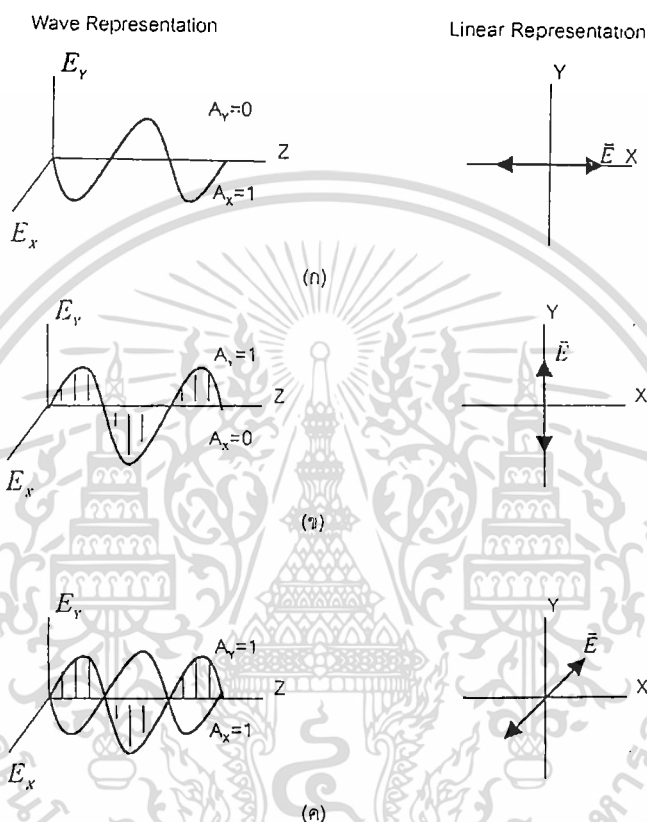 Wave Representation
Linear Representation
E_Y
A_Y=0
Z
A_X=1
E_X
Y
Ē X
(ก)
E_Y
A_Y=1
Z
A_X=0
E_X
Y
Ē
X
(ข)
E_Y
A_Y=1
Z
A_X=1
E_X
Y
Ē
X
(ค)